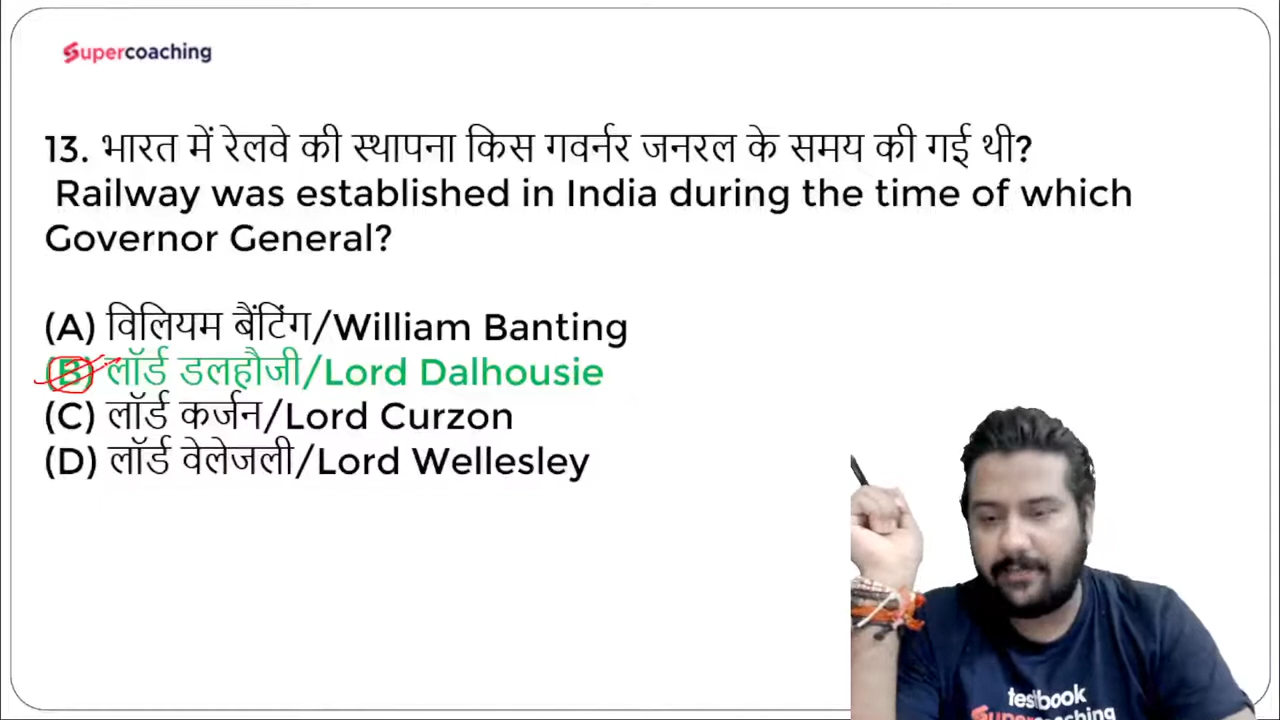 Supercoaching
13. भारत में रेलवे की स्थापना किस गवर्नर जनरल के समय की गई थी?
Railway was established in India during the time of which
Governor General?
(A) विलियम बैंटिंग/William Banting
(B) लॉर्ड डलहौजी/Lord Dalhousie
(C) लॉर्ड कर्जन/Lord Curzon
(D) लॉर्ड वेलेजली/Lord Wellesley
testbook
Supercoaching